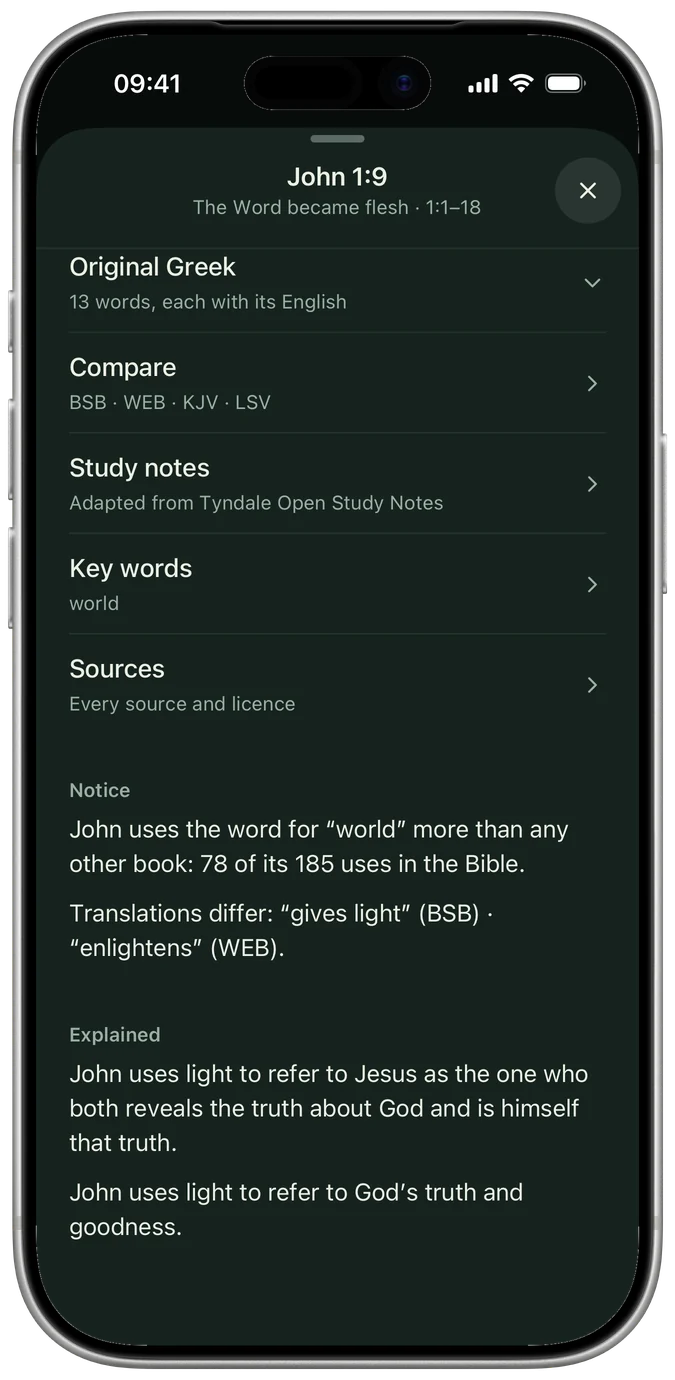 09:41
John 1:9
The Word became flesh · 1:1–18
Original Greek
13 words, each with its English
Compare
BSB · WEB · KJV · LSV
Study notes
Adapted from Tyndale Open Study Notes
Key words
world
Sources
Every source and licence
Notice
John uses the word for “world” more than any
other book: 78 of its 185 uses in the Bible.
Translations differ: “gives light” (BSB) ·
“enlightens” (WEB).
Explained
John uses light to refer to Jesus as the one who
both reveals the truth about God and is himself
that truth.
John uses light to refer to God’s truth and
goodness.